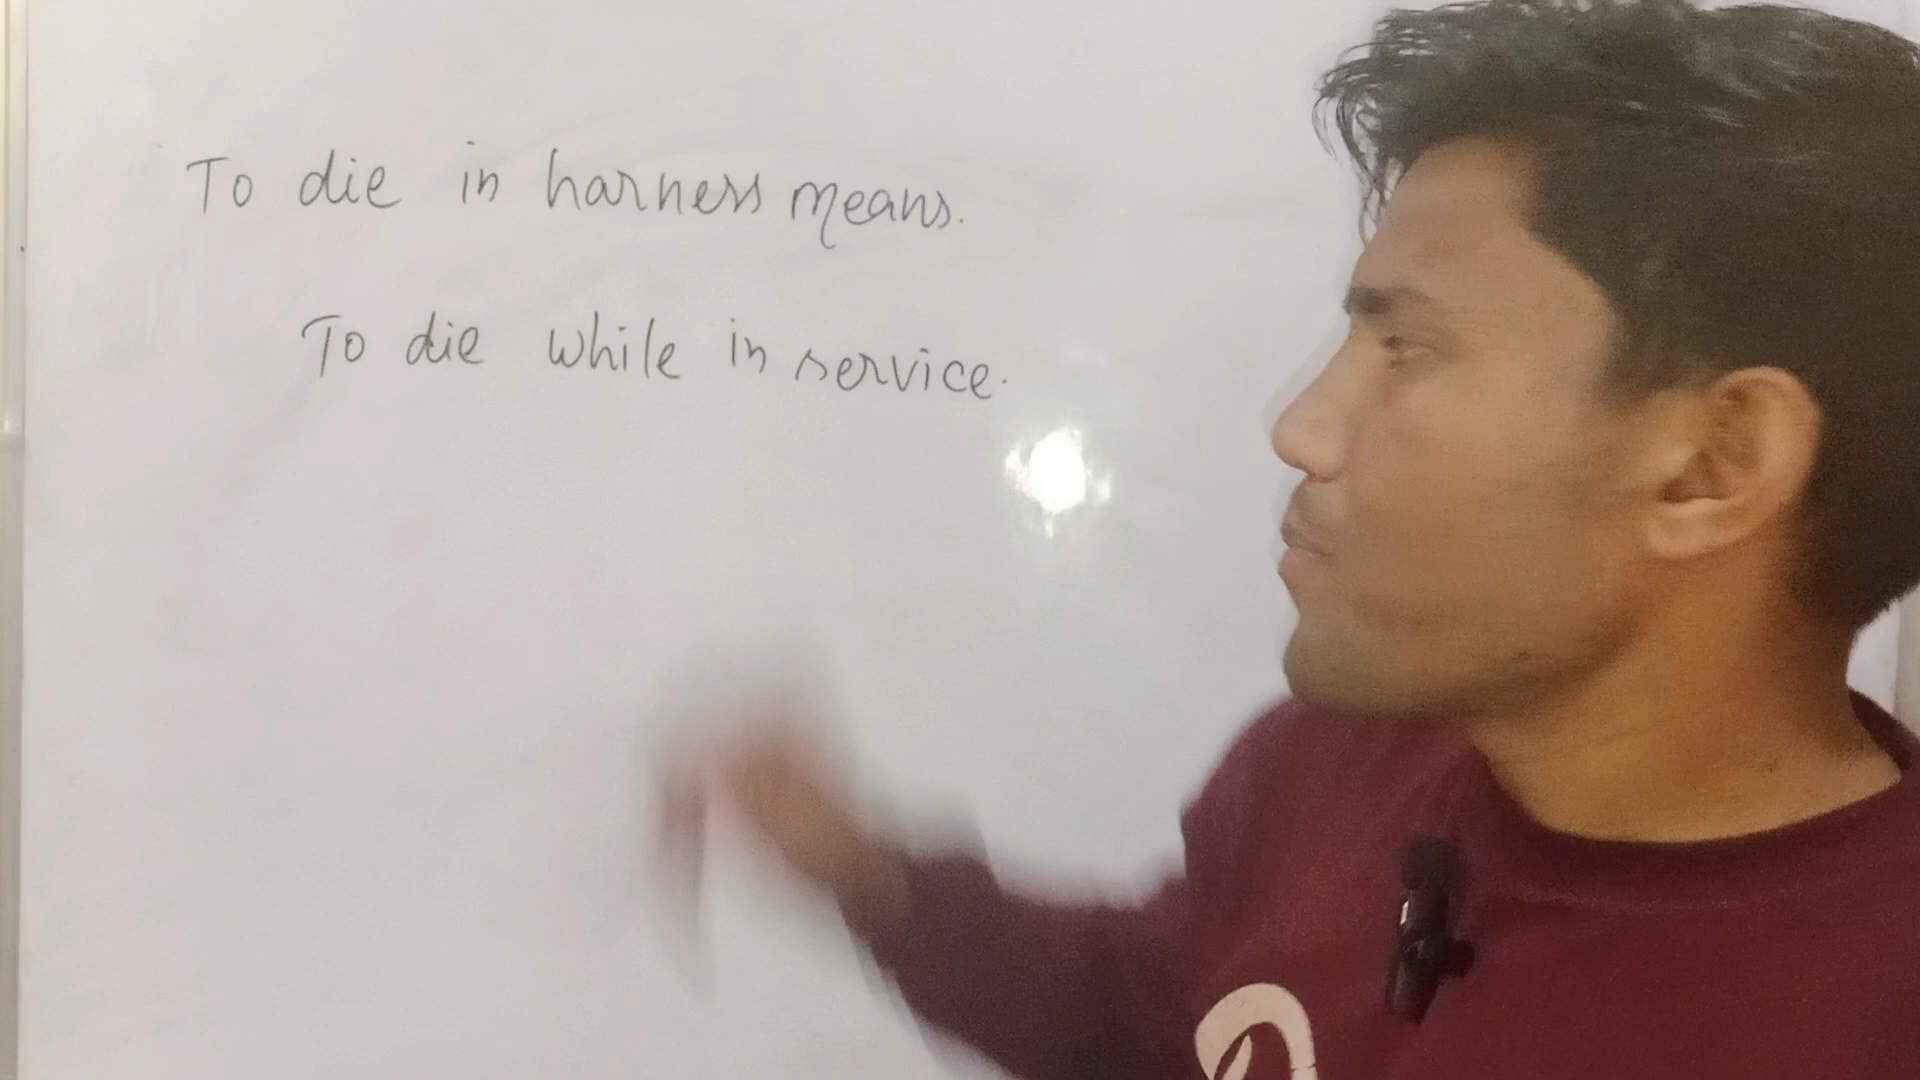 To die in harness means.
To die while in service.